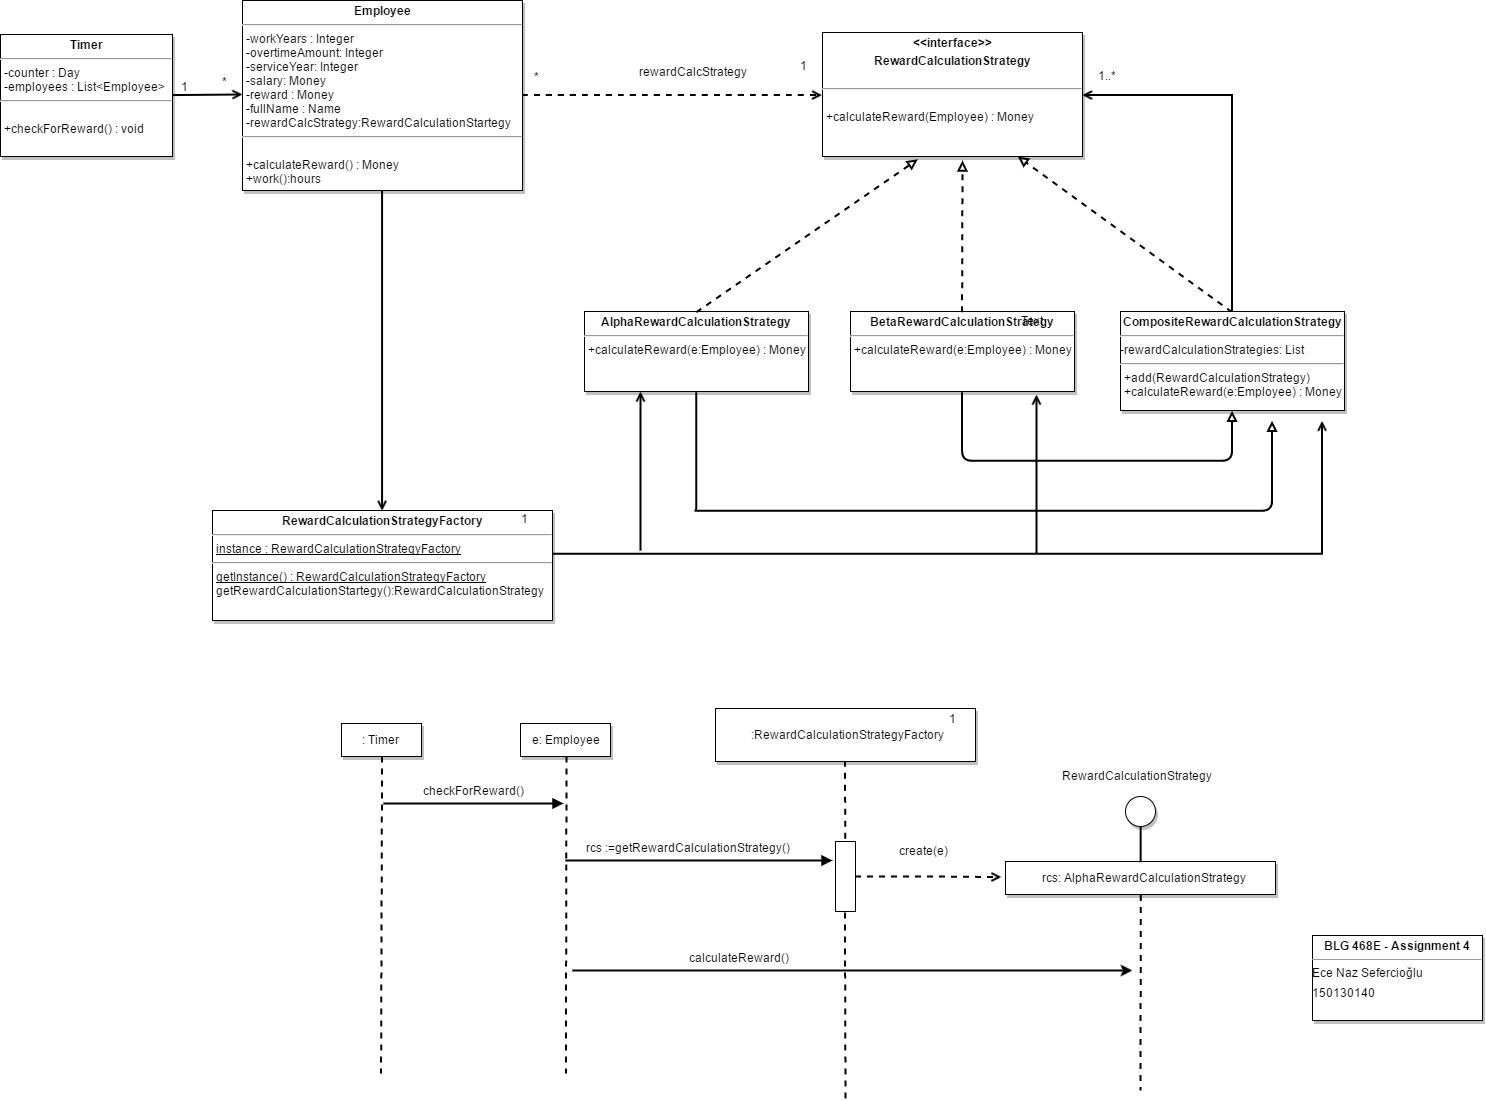 Timer
-counter : Day
-employees : List<Employee>
+checkForReward() : void
1
*
Employee
-workYears : Integer
-overtimeAmount: Integer
-serviceYear: Integer
-salary: Money
-reward : Money
-fullName : Name
-rewardCalcStrategy:RewardCalculationStartegy
+calculateReward() : Money
+work():hours
*
rewardCalcStrategy
1
<<interface>>
RewardCalculationStrategy
+calculateReward(Employee) : Money
1..*
AlphaRewardCalculationStrategy
+calculateReward(e:Employee) : Money
BetaRewardCalculationStrategy
Text
+calculateReward(e:Employee) : Money
CompositeRewardCalculationStrategy
-rewardCalculationStrategies: List
+add(RewardCalculationStrategy)
+calculateReward(e:Employee) : Money
RewardCalculationStrategyFactory
1
instance : RewardCalculationStrategyFactory
getInstance() : RewardCalculationStrategyFactory
getRewardCalculationStartegy():RewardCalculationStrategy
: Timer
e: Employee
1
:RewardCalculationStrategyFactory
RewardCalculationStrategy
checkForReward()
rcs :=getRewardCalculationStrategy()
create(e)
rcs: AlphaRewardCalculationStrategy
calculateReward()
BLG 468E - Assignment 4
Ece Naz Sefercioğlu
150130140